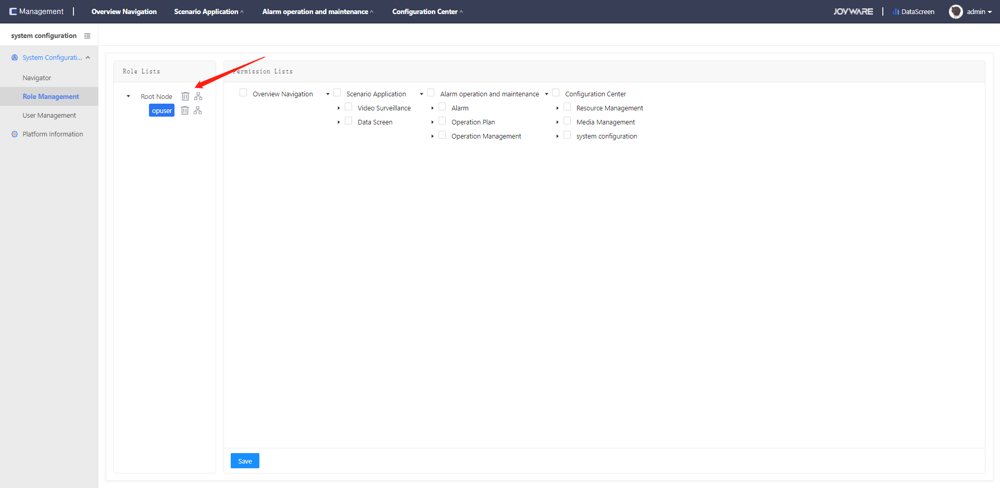 Management
Overview Navigation
Scenario Application
Alarm operation and maintenance
Configuration Center
JOYWARE
DataScreen
admin
system configuration
System Configurati...
Navigator
Role Management
User Management
Platform Information
Role Lists
Root Node
opuser
Permission Lists
Overview Navigation
Scenario Application
Video Surveillance
Data Screen
Alarm operation and maintenance
Alarm
Operation Plan
Operation Management
Configuration Center
Resource Management
Media Management
system configuration
Save